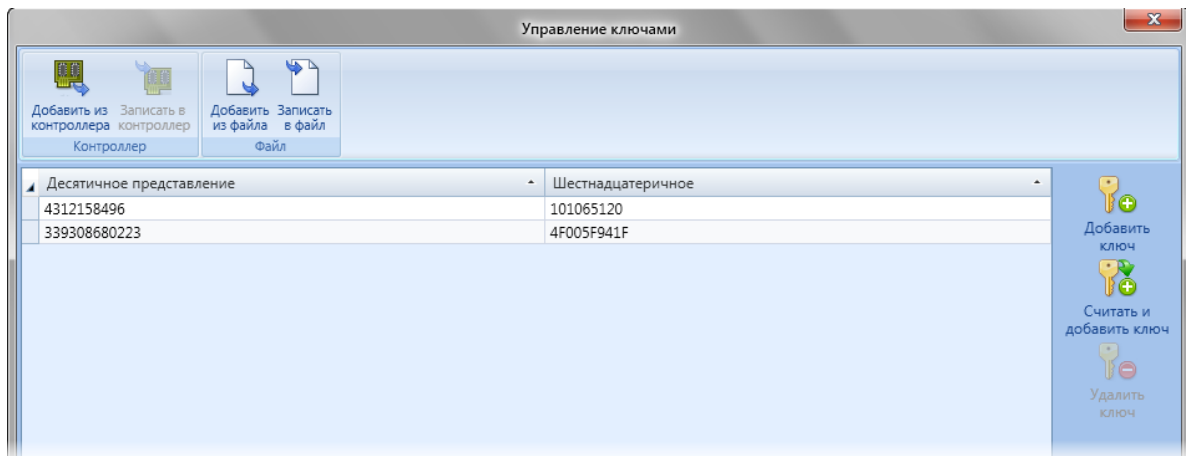 Управление ключами
Добавить из контроллера
Записать в контроллер
Контроллер
Добавить из файла
Записать в файл
Файл
Десятичное представление
Шестнадцатеричное
4312158496
101065120
339308680223
4F005F941F
Добавить
ключ
Считать и
добавить ключ
Удалить
ключ